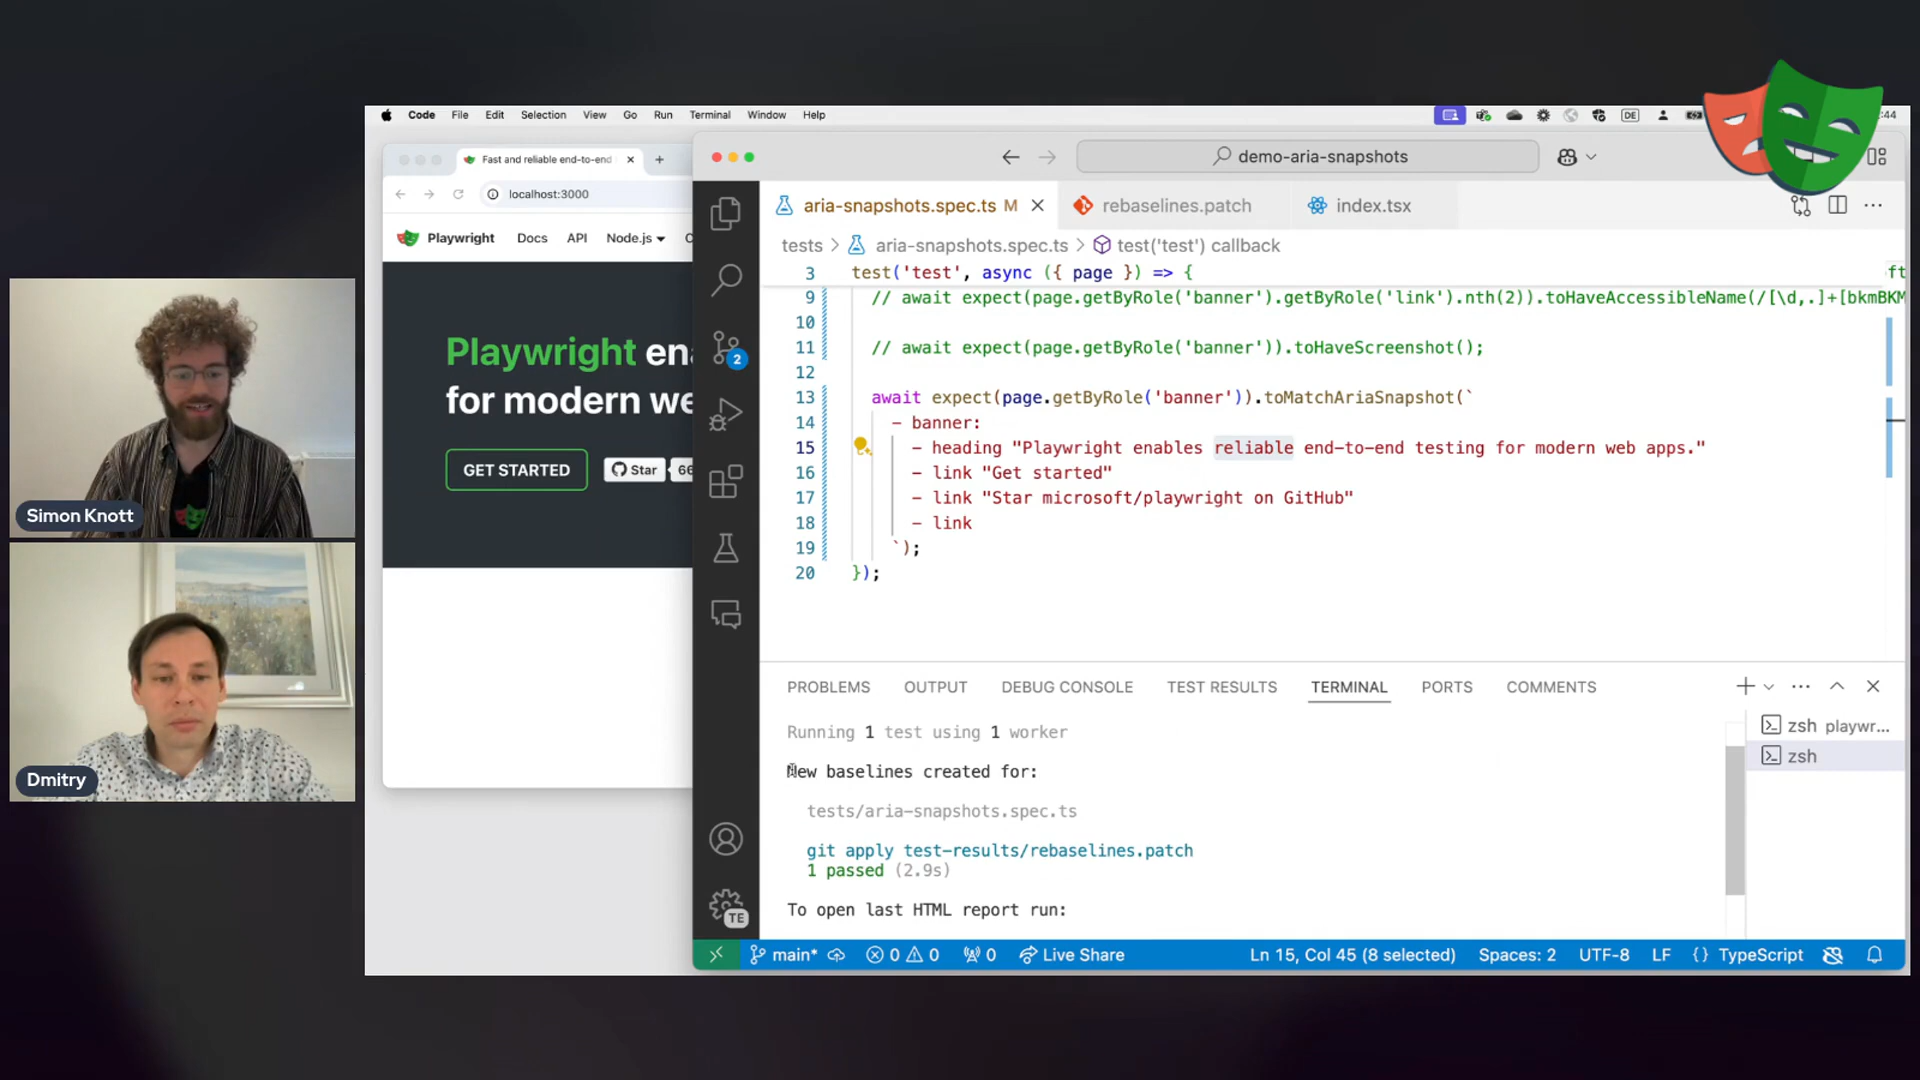 Code File Edit Selection View Go Run Terminal Window Help
DE
:44
Fast and reliable end-to-end
localhost:3000
Playwright Docs API Node.js
Playwright
for modern we
GET STARTED
Star 66
Simon Knott
Dmitry
demo-aria-snapshots
aria-snapshots.spec.ts M
rebaselines.patch
index.tsx
tests > aria-snapshots.spec.ts > test('test') callback
3 test('test', async ({ page }) => {
9 // await expect(page.getByRole('banner').getByRole('link').nth(2)).toHaveAccessibleName(/[\d,.]+[bkmBKM
10
11 // await expect(page.getByRole('banner')).toHaveScreenshot();
12
13 await expect(page.getByRole('banner')).toMatchAriaSnapshot(`
14 - banner:
15 - heading "Playwright enables reliable end-to-end testing for modern web apps."
16 - link "Get started"
17 - link "Star microsoft/playwright on GitHub"
18 - link
19 `);
20 });
2
TE
PROBLEMS OUTPUT DEBUG CONSOLE TEST RESULTS TERMINAL PORTS COMMENTS
Running 1 test using 1 worker
New baselines created for:
tests/aria-snapshots.spec.ts
git apply test-results/rebaselines.patch
1 passed (2.9s)
To open last HTML report run:
zsh playwr...
zsh
main* 0 0 0 Live Share Ln 15, Col 45 (8 selected) Spaces: 2 UTF-8 LF {} TypeScript